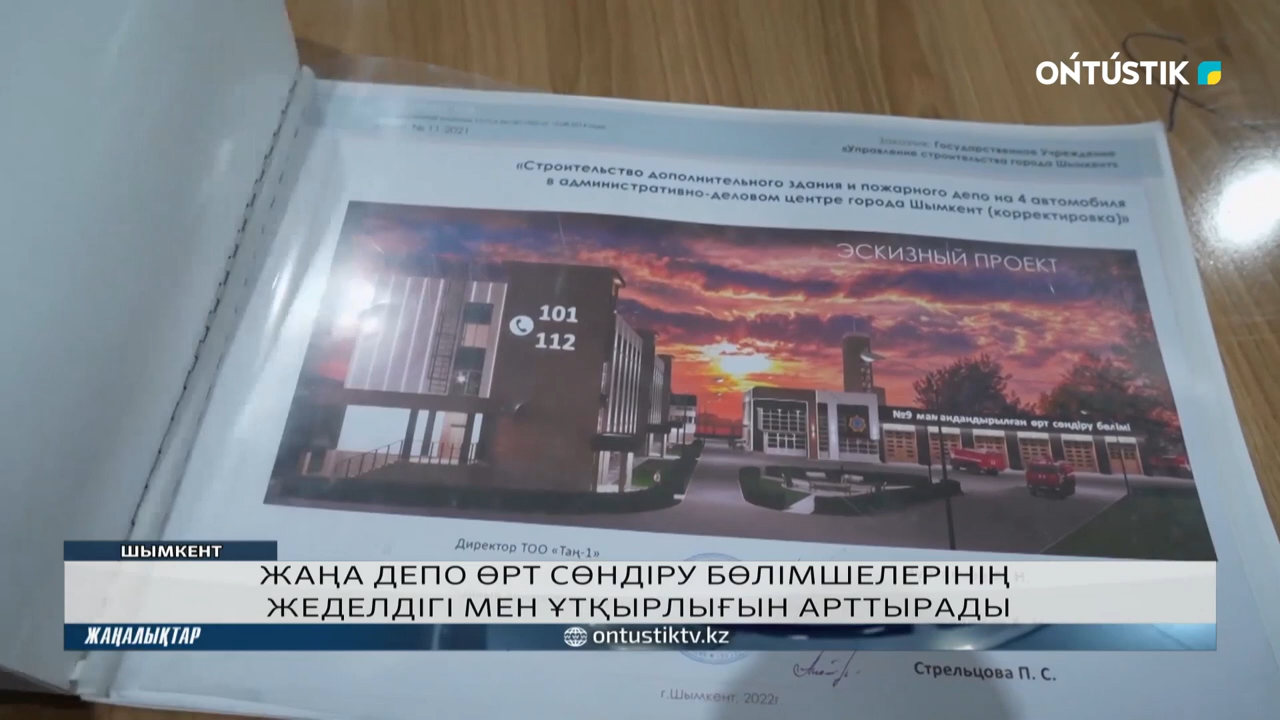 OŃTÚSTIK
№ 11-2021
Заказчик: Государственное Учреждение
«Управление строительства города Шымкент»
«Строительство дополнительного здания и пожарного депо на 4 автомобиля
в административно-деловом центре города Шымкент (корректировка)»
ЭСКИЗНЫЙ ПРОЕКТ
101
112
№9 мамандандырылған өрт сөндіру бөлімі
Директор ТОО «Таң-1»
ШЫМКЕНТ
ЖАҢА ДЕПО ӨРТ СӨНДІРУ БӨЛІМШЕЛЕРІНІҢ
ЖЕДЕЛДІГІ МЕН ҰТҚЫРЛЫҒЫН АРТТЫРАДЫ
ЖАҢАЛЫҚТАР
ontustiktv.kz
Стрельцова П. С.
г.Шымкент, 2022г.